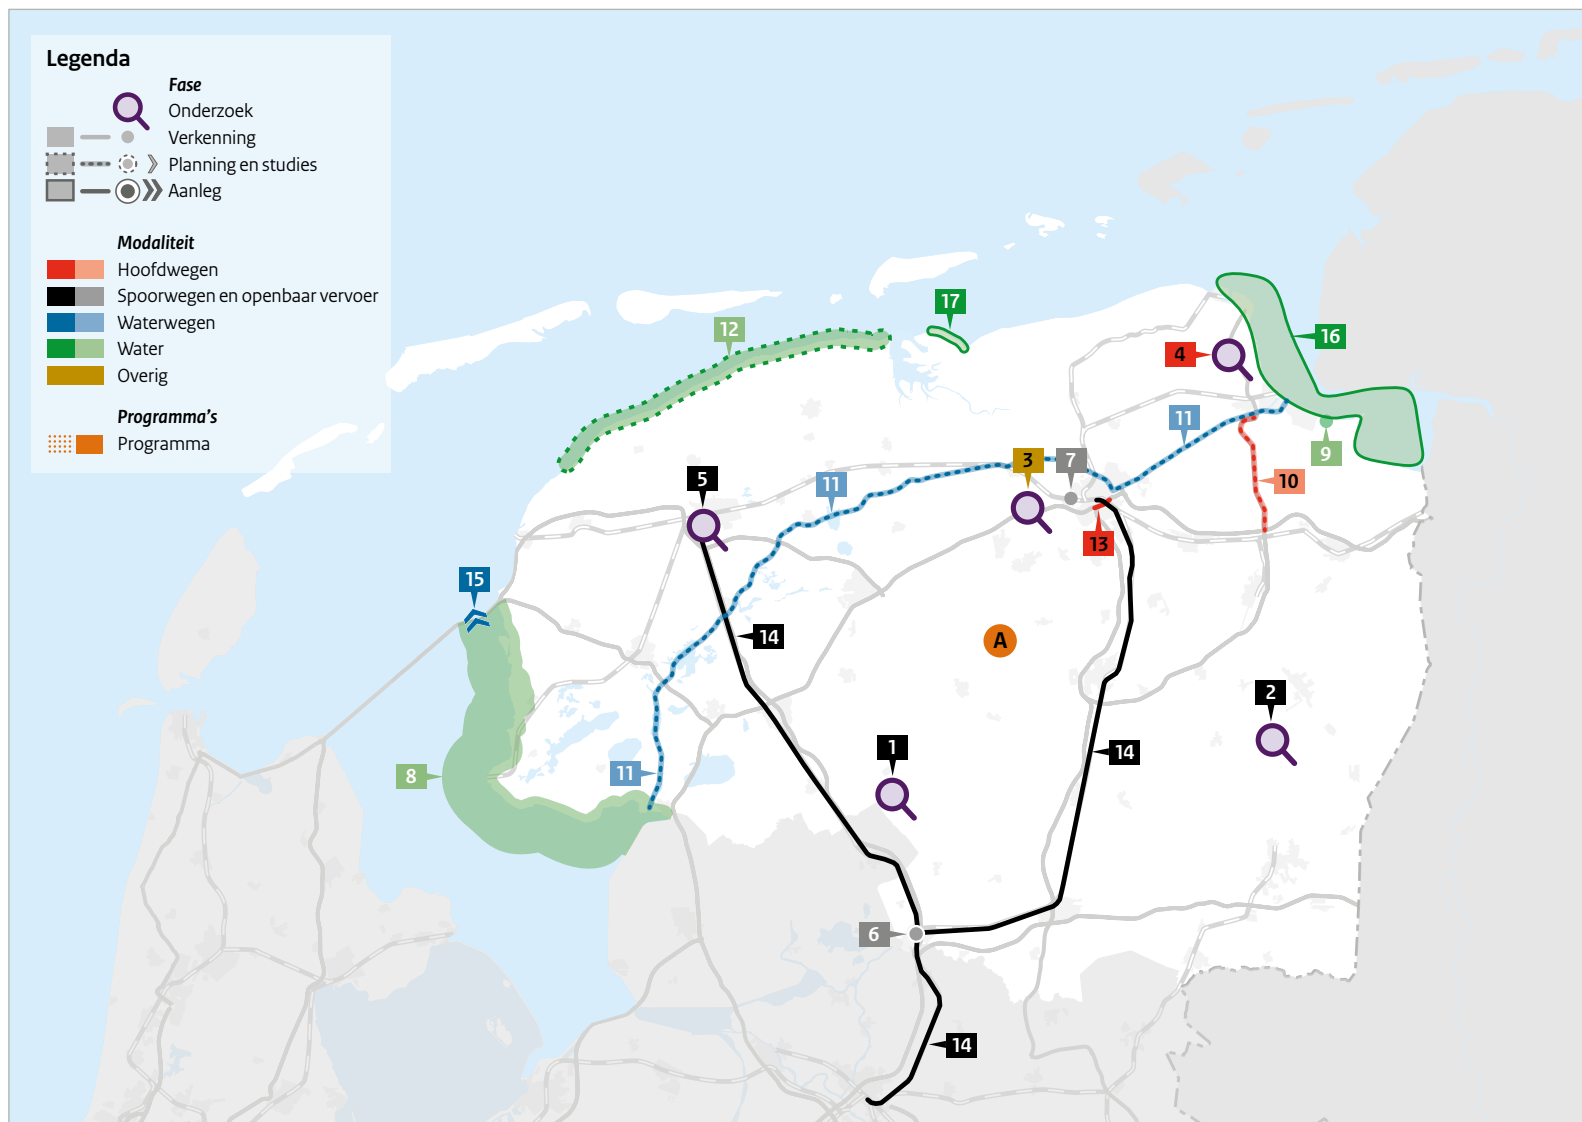 Legenda
Fase
Onderzoek
Verkenning
Planning en studies
Aanleg
Modaliteit
Hoofdwegen
Spoorwegen en openbaar vervoer
Waterwegen
Water
Overig
Programma's
Programma
17
12
16
4
11
3
7
9
5
11
10
13
15
14
A
2
1
14
8
11
6
14